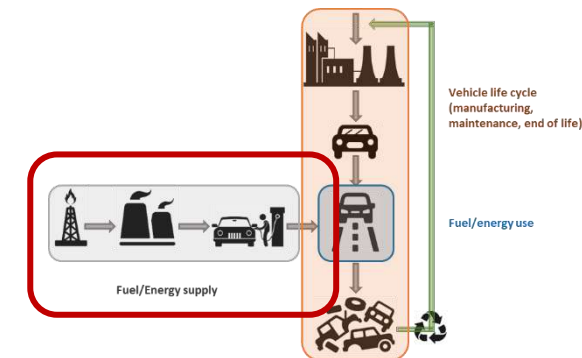 Vehicle life cycle
(manufacturing,
maintenance, end of life)
Fuel/energy use
Fuel/Energy supply